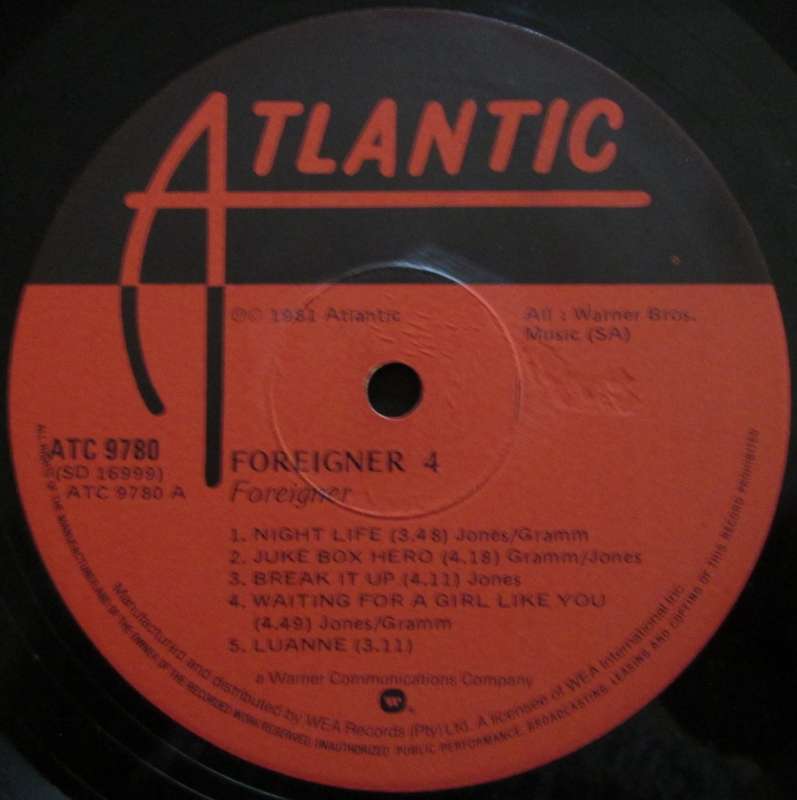 ATLANTIC
℗© 1981 Atlantic
All : Warner Bros.
Music (SA)
ATC 9780
(SD 16999)
ATC 9780 A
FOREIGNER 4
Foreigner
1. NIGHT LIFE (3.48) Jones/Gramm
2. JUKE BOX HERO (4.18) Gramm/Jones
3. BREAK IT UP (4.11) Jones
4. WAITING FOR A GIRL LIKE YOU
(4.49) Jones/Gramm
5. LUANNE (3.11)
a Warner Communications Company
Manufactured and distributed by WEA Records (Pty) Ltd. A licensee of WEA International Inc.
ALL RIGHTS OF THE MANUFACTURER AND OF THE OWNER OF THE RECORDED WORK RESERVED. UNAUTHORIZED PUBLIC PERFORMANCE, BROADCASTING, LEASING AND COPYING OF THIS RECORD PROHIBITED